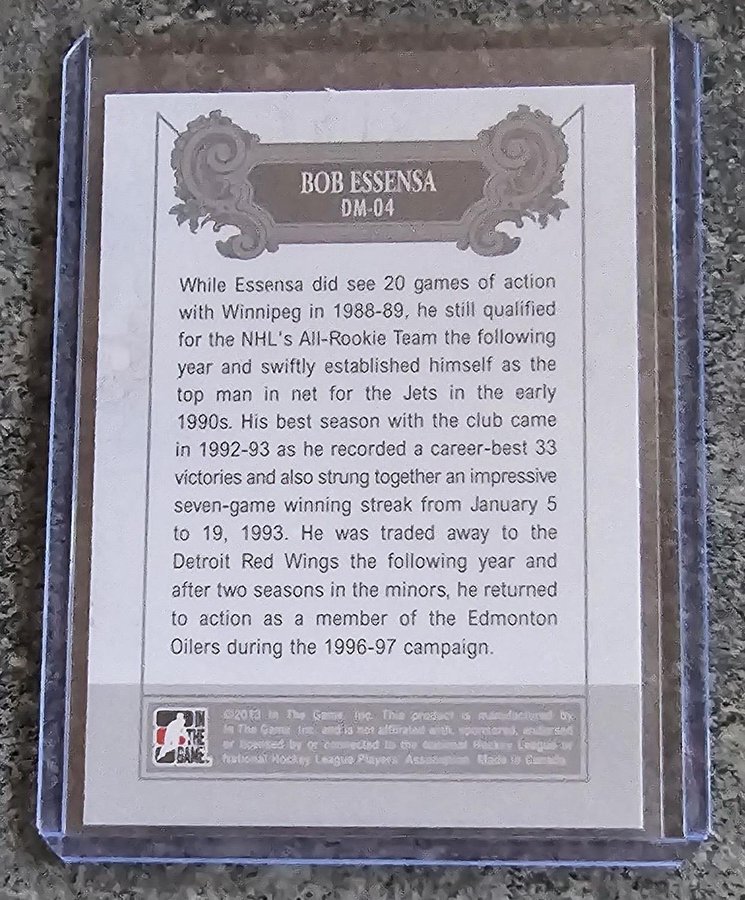 BOB ESSENSA
DM-04
While Essensa did see 20 games of action
with Winnipeg in 1988-89, he still qualified
for the NHL's All-Rookie Team the following
year and swiftly established himself as the
top man in net for the Jets in the early
1990s. His best season with the club came
in 1992-93 as he recorded a career-best 33
victories and also strung together an impressive
seven-game winning streak from January 5
to 19, 1993. He was traded away to the
Detroit Red Wings the following year and
after two seasons in the minors, he returned
to action as a member of the Edmonton
Oilers during the 1996-97 campaign.
IN
THE
GAME
©2013 In The Game, Inc. This product is manufactured by
In The Game, Inc. and is not affiliated with, sponsored, endorsed
or licensed by or connected to the National Hockey League or
National Hockey League Players' Association. Made in Canada.